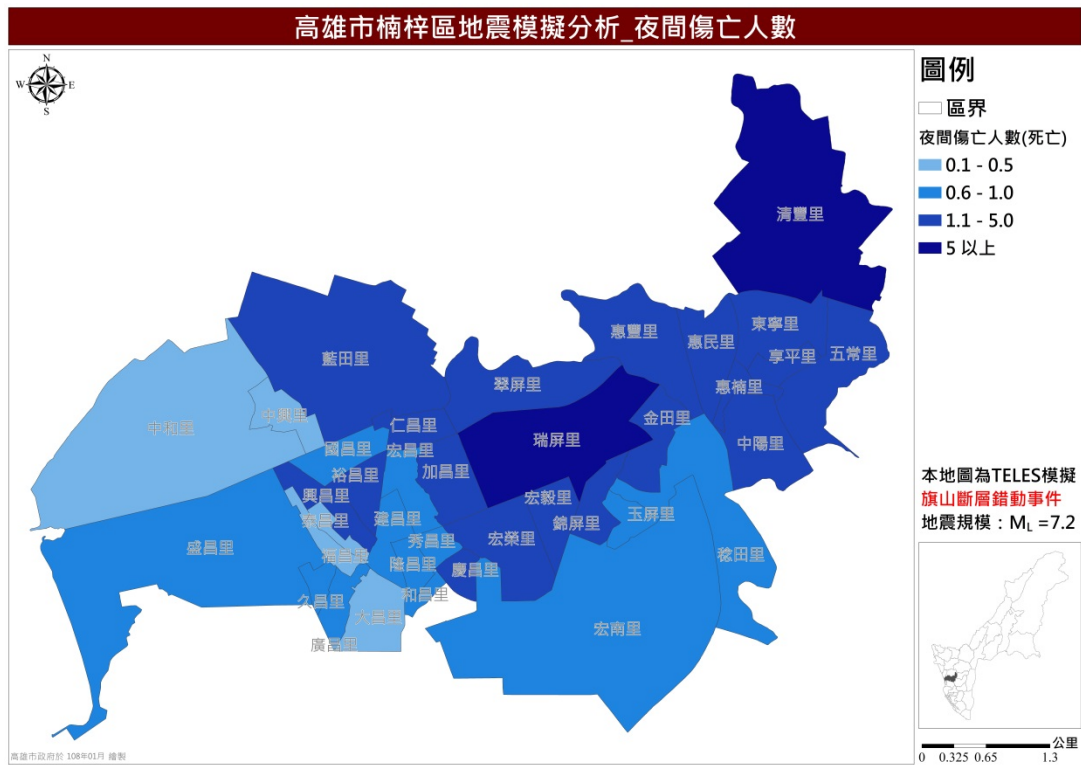 高雄市楠梓區地震模擬分析_夜間傷亡人數
N
W
E
S
圖例
區界
夜間傷亡人數(死亡)
0.1 - 0.5
0.6 - 1.0
1.1 - 5.0
5 以上
清豐里
惠豐里
惠民里
東寧里
享平里
五常里
藍田里
翠屏里
惠楠里
中和里
中興里
仁昌里
金田里
瑞屏里
中陽里
國昌里
宏昌里
裕昌里
加昌里
興昌里
宏毅里
泰昌里
建昌里
錦屏里
玉屏里
盛昌里
秀昌里
宏榮里
福昌里
隆昌里
慶昌里
稔田里
久昌里
和昌里
大昌里
宏南里
廣昌里
本地圖為TELES模擬
旗山斷層錯動事件
地震規模：ML =7.2
公里
0 0.325 0.65 1.3
高雄市政府於 108年01月 繪製